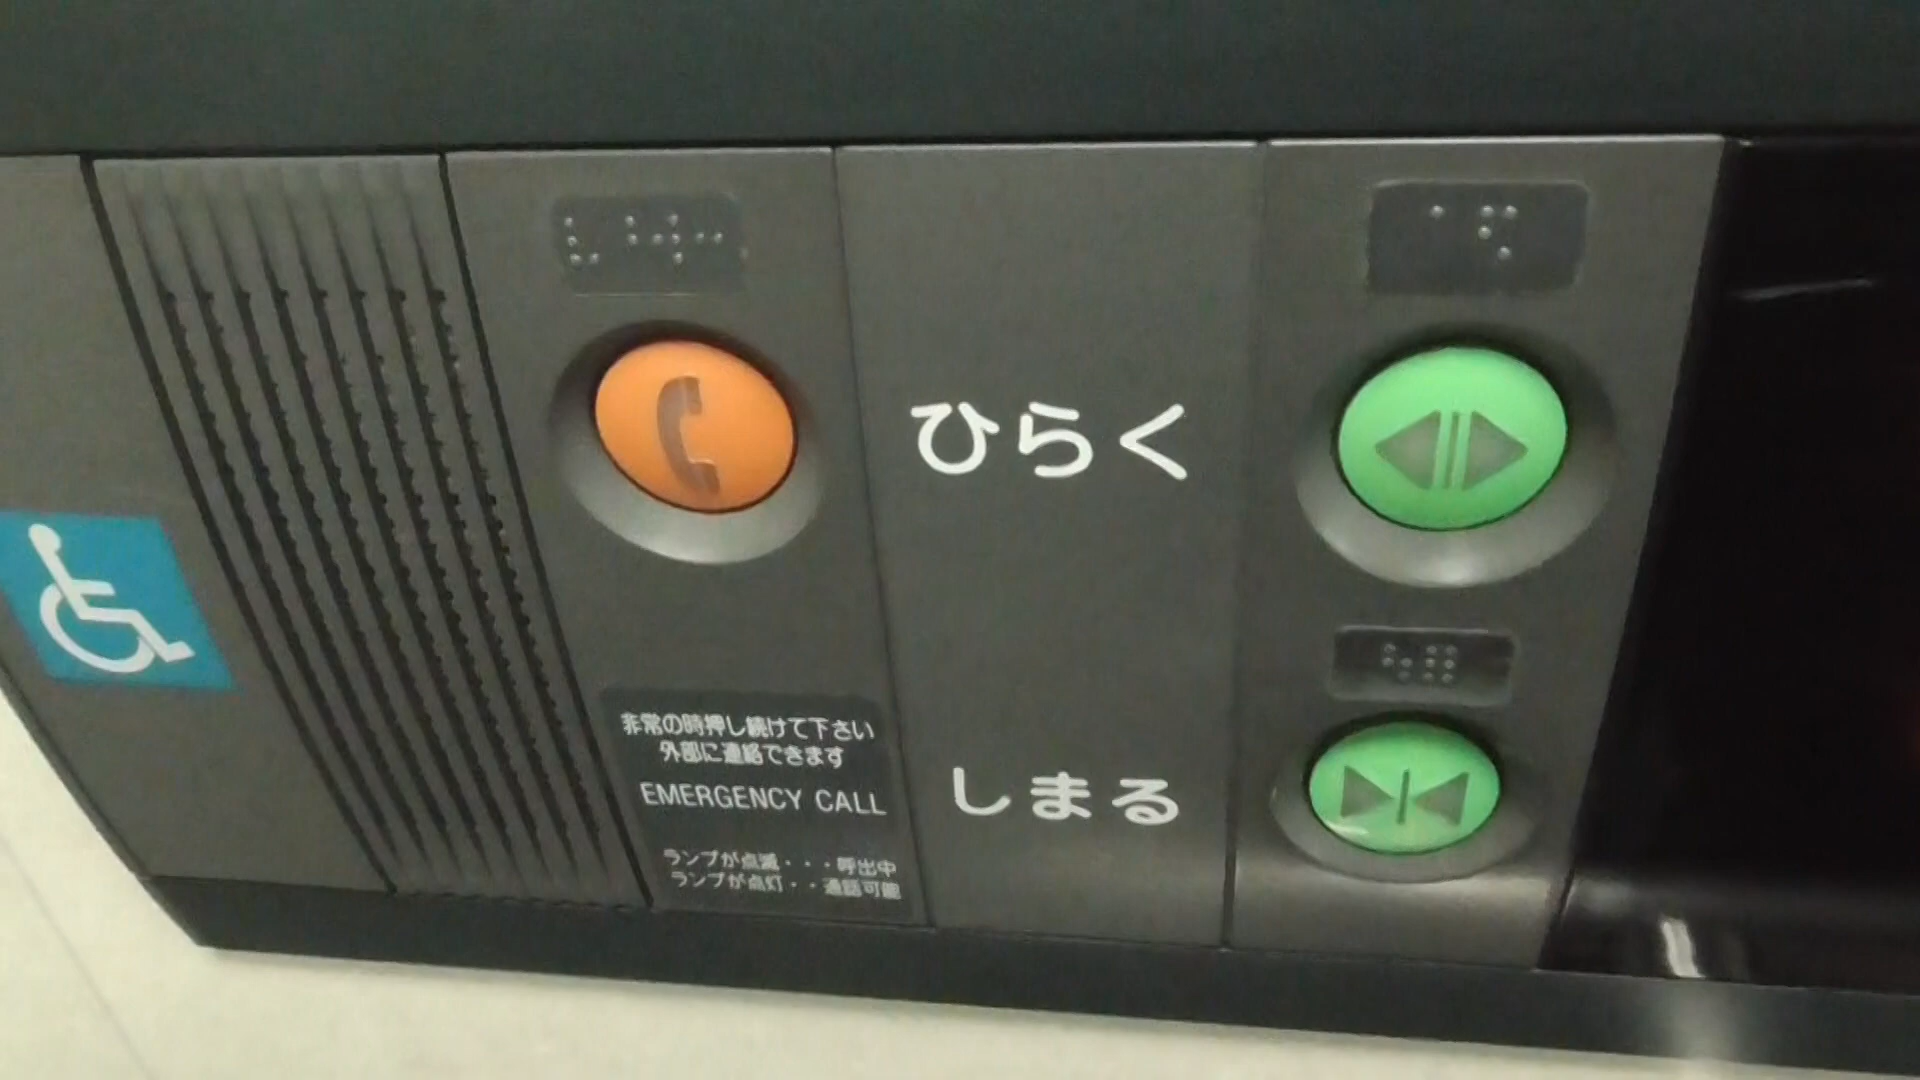 ひらく
しまる
非常の時押し続けて下さい
外部に連絡できます
EMERGENCY CALL
ランプが点滅・・・呼出中
ランプが点灯・・通話可能